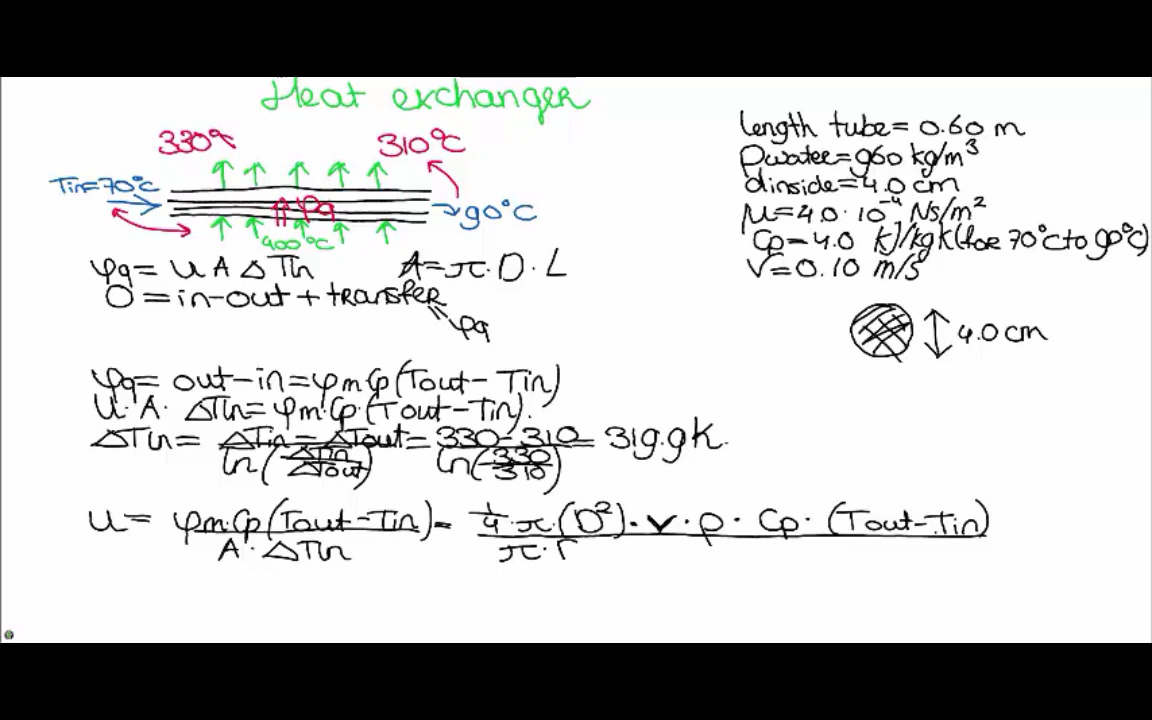 Heat exchanger
330°C 310°C
Tin=70°C
φq
90°C
400°C
φq= U A ΔTln A=π·D·L
0 = in-out + transfer
φq
φq= out-in=φmCp(Tout-Tin)
U·A·ΔTln=φm·Cp·(Tout-Tin).
ΔTln= ΔTin-ΔTout / ln(ΔTin/ΔTout) = 330-310 / ln(330/310) = 319.9K.
U= φm·Cp(Tout-Tin) / A·ΔTln = 1/4·π·(D²)·v·ρ·Cp·(Tout-Tin) / π·Γ
length tube= 0.60 m
ρwater=960 kg/m³
dinside=4.0 cm
μ=4.0·10⁻⁴ Ns/m²
Cp=4.0 kJ/kgK(for 70°C to 90°C)
V=0.10 m/s
4.0 cm